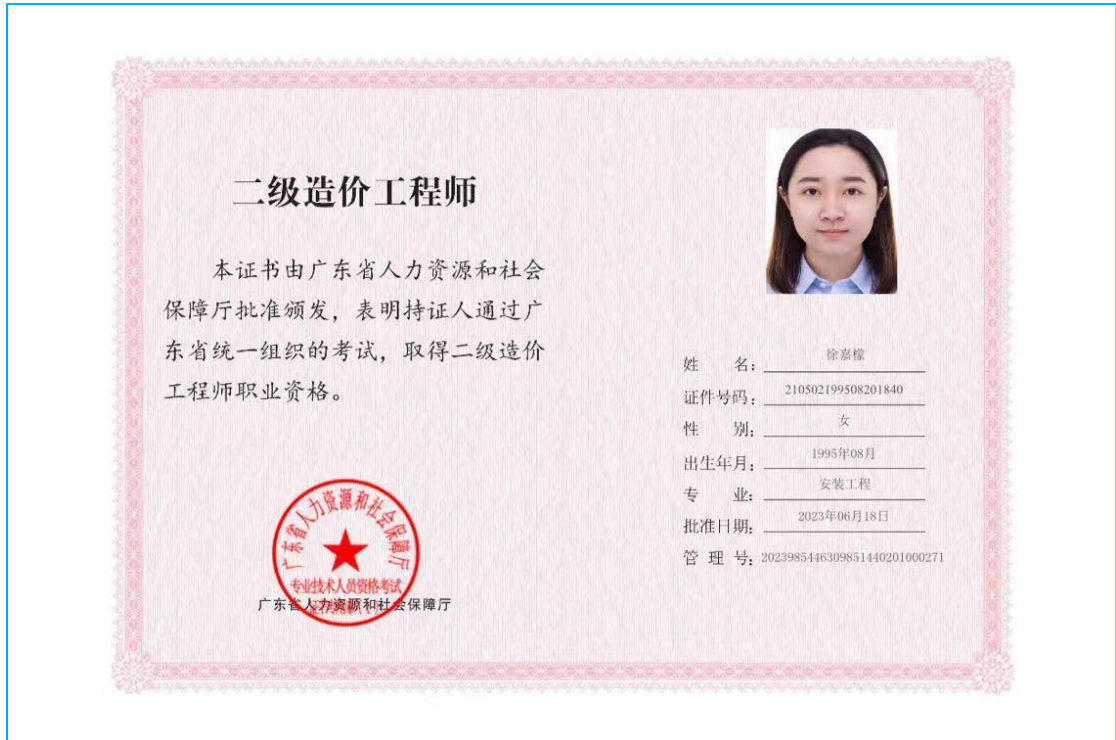 二级造价工程师
本证书由广东省人力资源和社会
保障厅批准颁发，表明持证人通过广
东省统一组织的考试，取得二级造价
工程师职业资格。
广东省人力资源和社会保障厅
专业技术人员资格考试
广东省人力资源和社会保障厅
姓 名：徐嘉檬
证件号码：210502199508201840
性 别：女
出生年月：1995年08月
专 业：安装工程
批准日期：2023年06月18日
管 理 号：2023985446309851440201000271